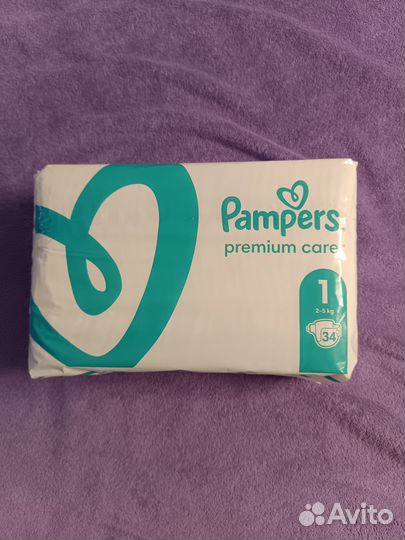 Pampers
premium care
1
2-5 kg
34
Avito